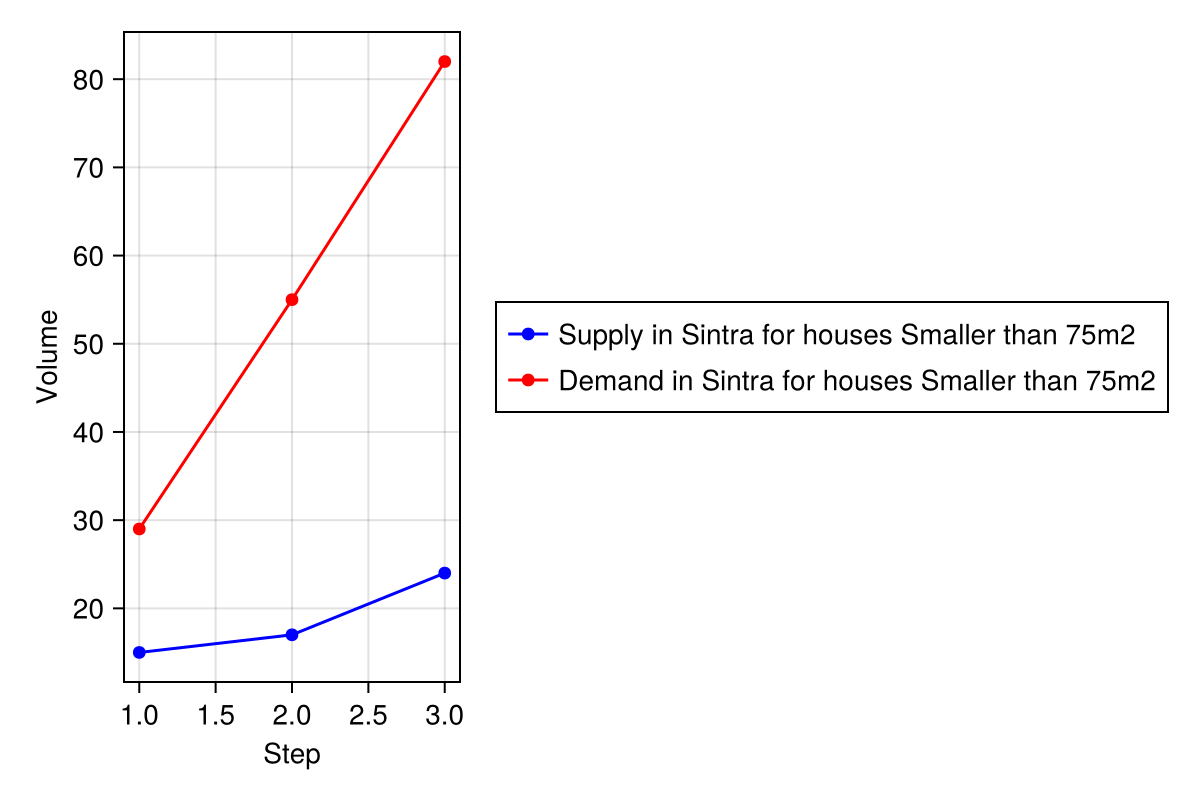 80
70
60
50
40
30
20
Volume
1.0 1.5 2.0 2.5 3.0
Step
Supply in Sintra for houses Smaller than 75m2
Demand in Sintra for houses Smaller than 75m2